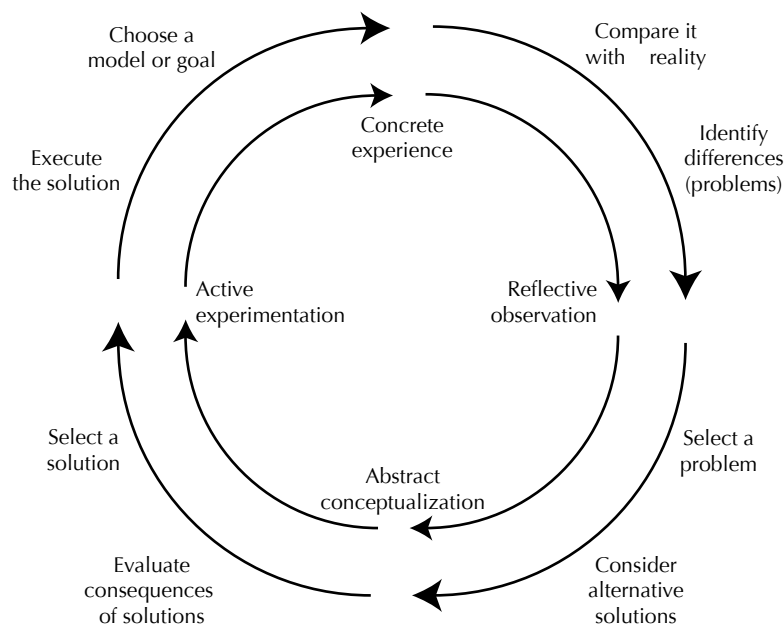 Choose a
model or goal
Compare it
with reality
Identify
differences
(problems)
Select a
problem
Consider
alternative
solutions
Evaluate
consequences
of solutions
Select a
solution
Execute
the solution
Concrete
experience
Reflective
observation
Abstract
conceptualization
Active
experimentation